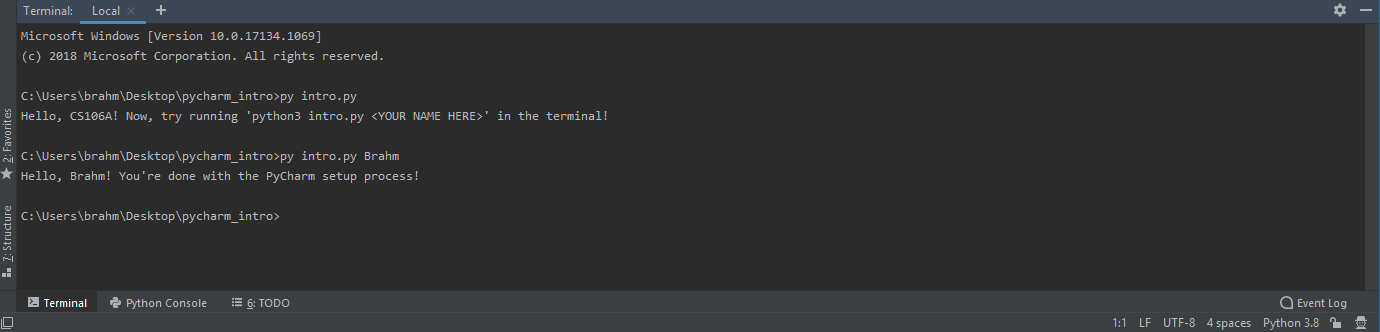 Terminal: Local × +
Microsoft Windows [Version 10.0.17134.1069]
(c) 2018 Microsoft Corporation. All rights reserved.
C:\Users\brahm\Desktop\pycharm_intro>py intro.py
Hello, CS106A! Now, try running 'python3 intro.py <YOUR NAME HERE>' in the terminal!
C:\Users\brahm\Desktop\pycharm_intro>py intro.py Brahm
Hello, Brahm! You're done with the PyCharm setup process!
C:\Users\brahm\Desktop\pycharm_intro>
2: Favorites
7: Structure
Terminal Python Console 6: TODO Event Log
1:1 LF UTF-8 4 spaces Python 3.8